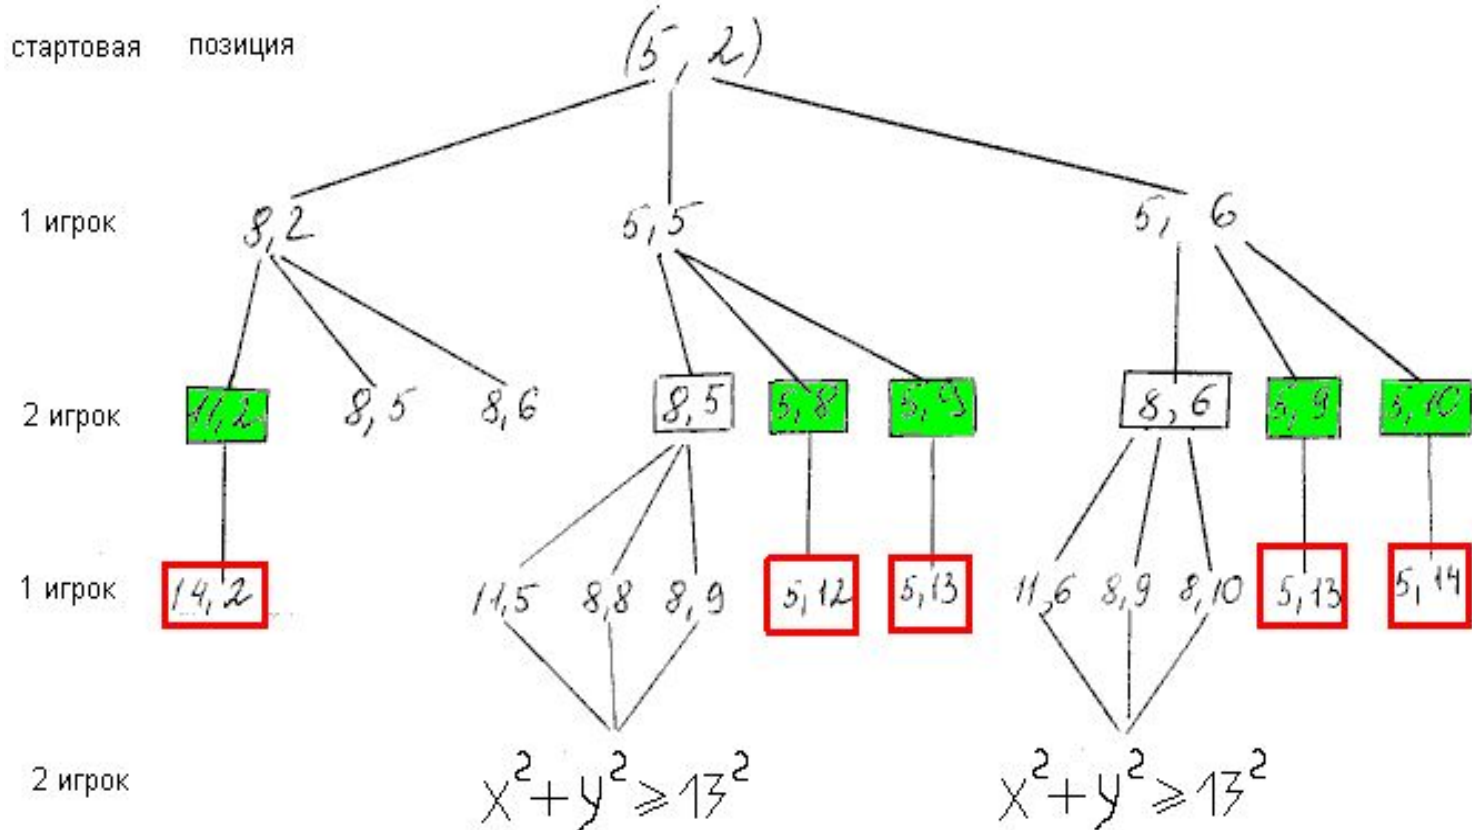 стартовая позиция (5, 2)
1 игрок 8,2 5,5 5, 6
2 игрок 11,2 8,5 8,6 8,5 5,8 5,9 8,6 5,9 5,10
1 игрок 14,2 11,5 8,8 8,9 5,12 5,13 11,6 8,9 8,10 5,13 5,14
2 игрок x²+y²≥13² x²+y²≥13²